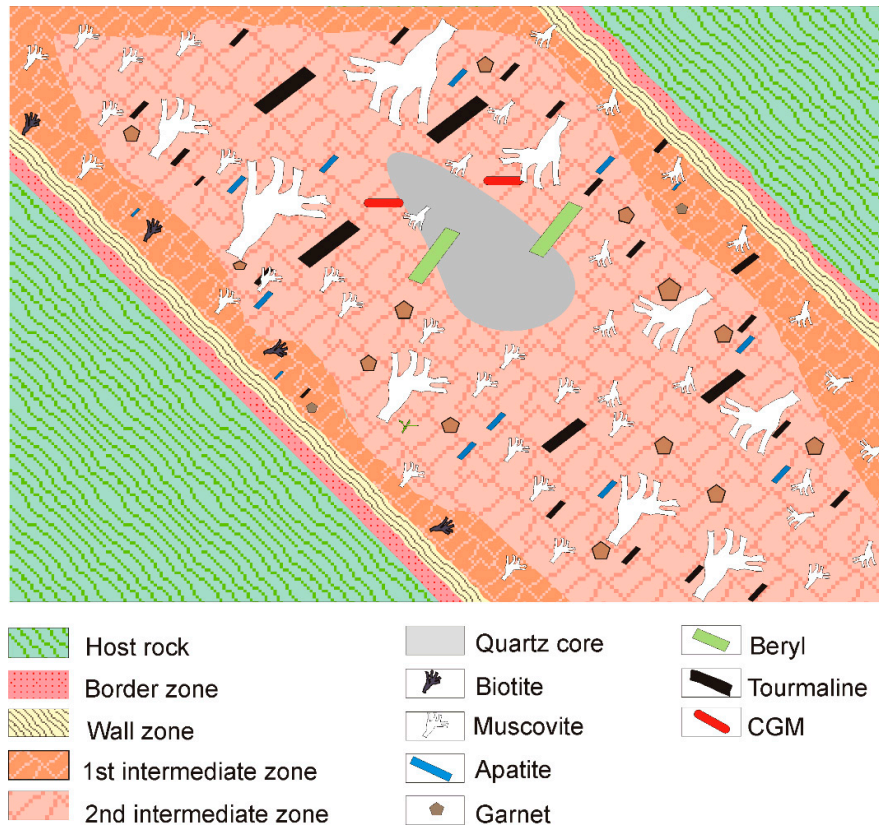 Host rock
Border zone
Wall zone
1st intermediate zone
2nd intermediate zone
Quartz core
Biotite
Muscovite
Apatite
Garnet
Beryl
Tourmaline
CGM